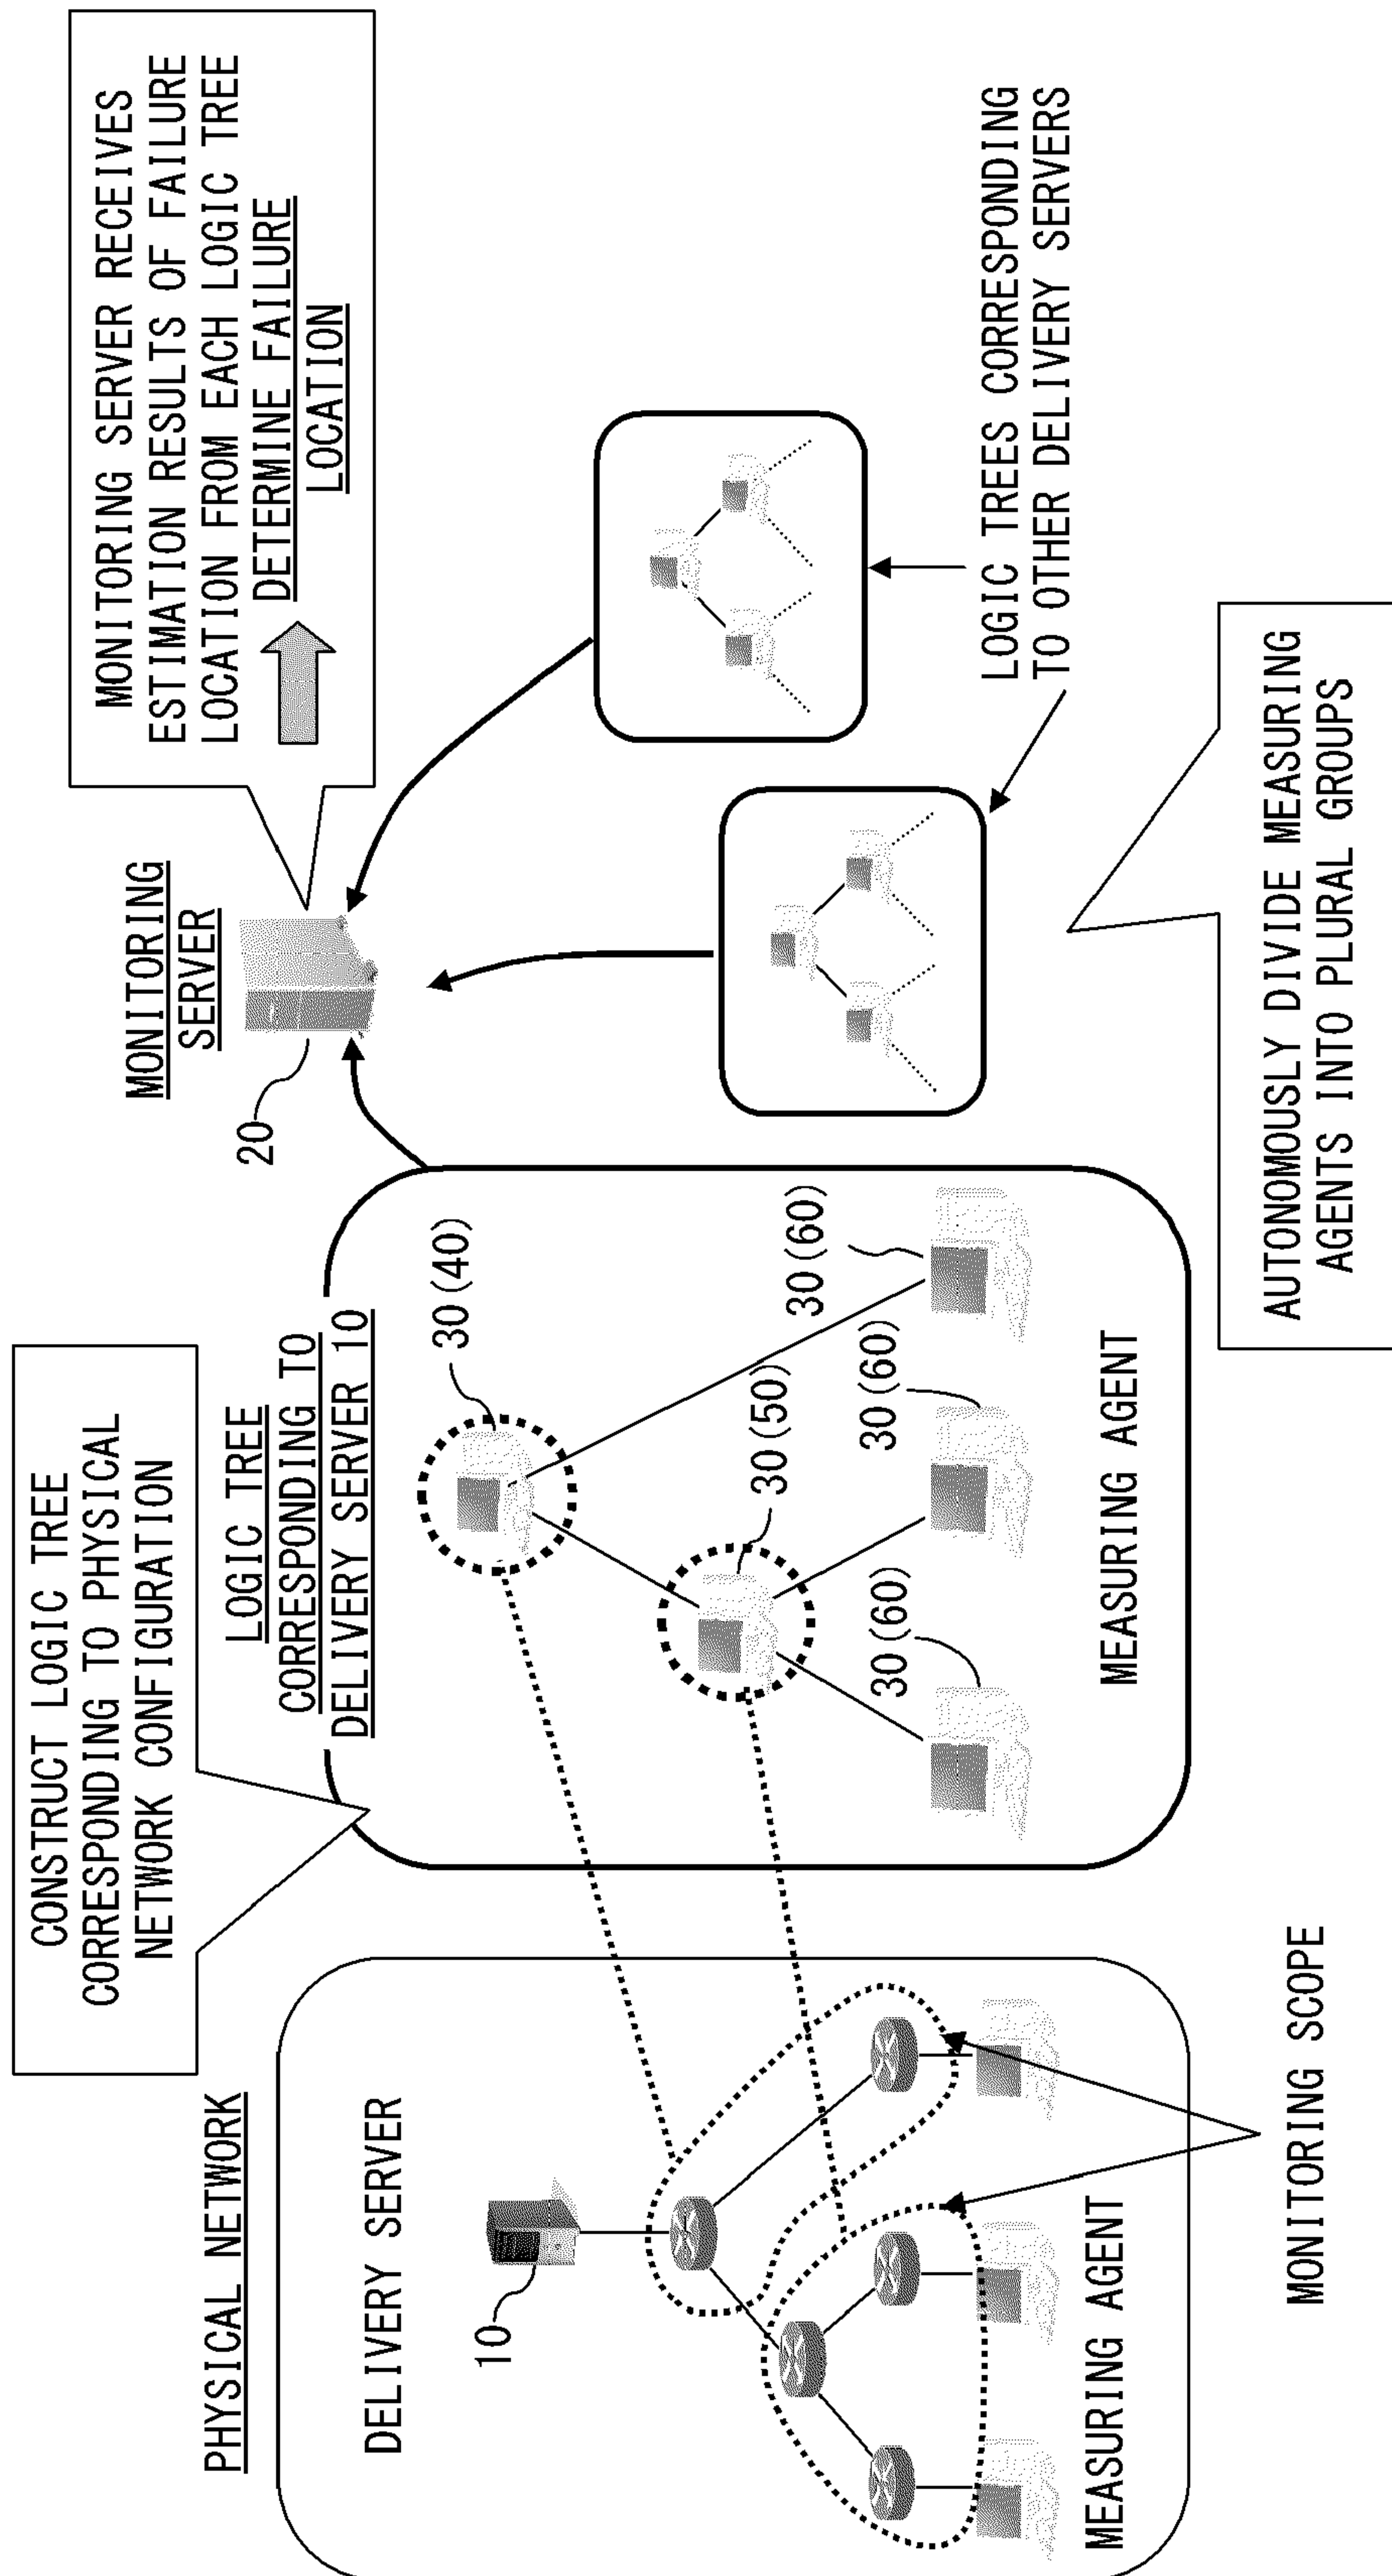 PHYSICAL NETWORK
DELIVERY SERVER
10
MEASURING AGENT
MONITORING SCOPE
CONSTRUCT LOGIC TREE
CORRESPONDING TO PHYSICAL
NETWORK CONFIGURATION
LOGIC TREE
CORRESPONDING TO
DELIVERY SERVER 10
30(40)
30(50)
30(60)
30(60)
30(60)
MEASURING AGENT
MONITORING
SERVER
20
MONITORING SERVER RECEIVES
ESTIMATION RESULTS OF FAILURE
LOCATION FROM EACH LOGIC TREE
DETERMINE FAILURE
LOCATION
LOGIC TREES CORRESPONDING
TO OTHER DELIVERY SERVERS
AUTONOMOUSLY DIVIDE MEASURING
AGENTS INTO PLURAL GROUPS